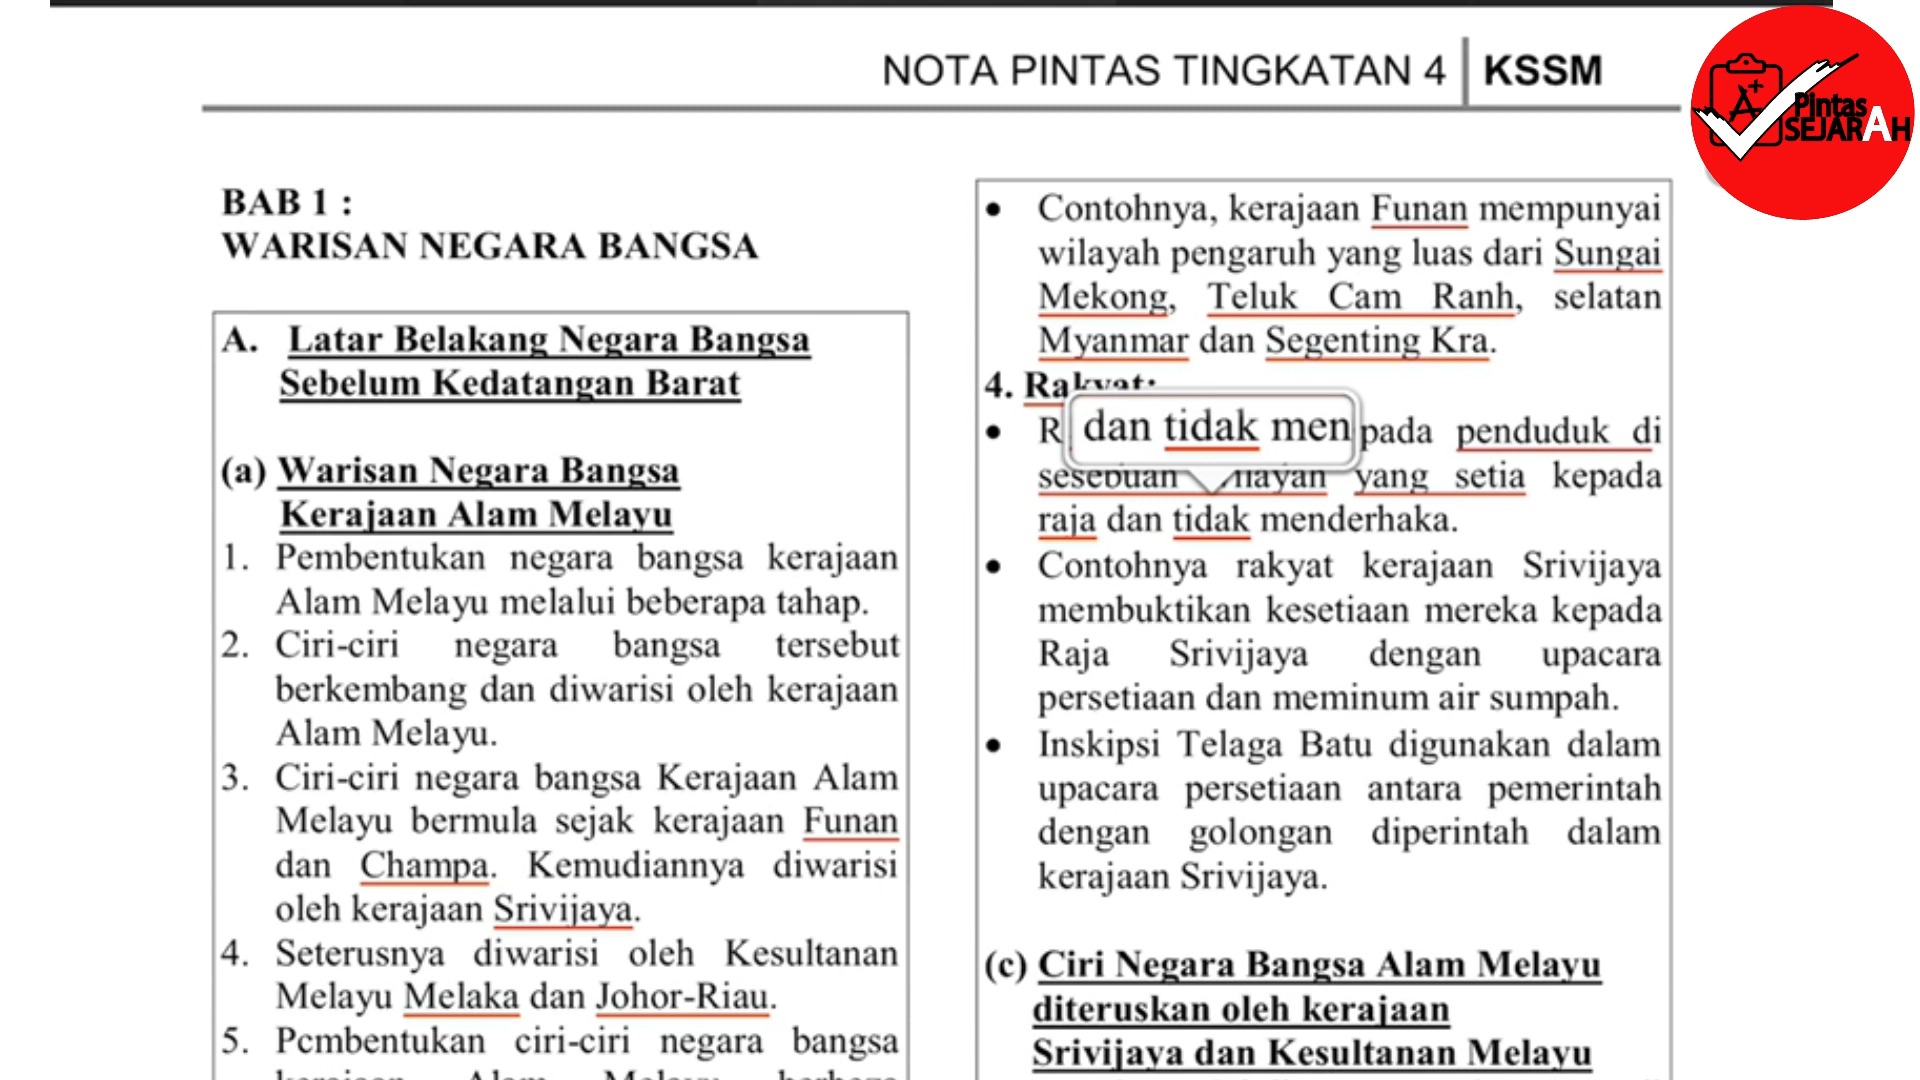 NOTA PINTAS TINGKATAN 4 KSSM
A+
Pintas
SEJARAH
BAB 1 :
WARISAN NEGARA BANGSA
A. Latar Belakang Negara Bangsa
Sebelum Kedatangan Barat
(a) Warisan Negara Bangsa
Kerajaan Alam Melayu
1. Pembentukan negara bangsa kerajaan
Alam Melayu melalui beberapa tahap.
2. Ciri-ciri negara bangsa tersebut
berkembang dan diwarisi oleh kerajaan
Alam Melayu.
3. Ciri-ciri negara bangsa Kerajaan Alam
Melayu bermula sejak kerajaan Funan
dan Champa. Kemudiannya diwarisi
oleh kerajaan Srivijaya.
4. Seterusnya diwarisi oleh Kesultanan
Melayu Melaka dan Johor-Riau.
5. Pembentukan ciri-ciri negara bangsa
kerajaan Alam Melayu berbeza
• Contohnya, kerajaan Funan mempunyai
wilayah pengaruh yang luas dari Sungai
Mekong, Teluk Cam Ranh, selatan
Myanmar dan Segenting Kra.
4. Rakyat:
dan tidak men
• R pada penduduk di
sesebuah wilayah yang setia kepada
raja dan tidak menderhaka.
• Contohnya rakyat kerajaan Srivijaya
membuktikan kesetiaan mereka kepada
Raja Srivijaya dengan upacara
persetiaan dan meminum air sumpah.
• Inskipsi Telaga Batu digunakan dalam
upacara persetiaan antara pemerintah
dengan golongan diperintah dalam
kerajaan Srivijaya.
(c) Ciri Negara Bangsa Alam Melayu
diteruskan oleh kerajaan
Srivijaya dan Kesultanan Melayu